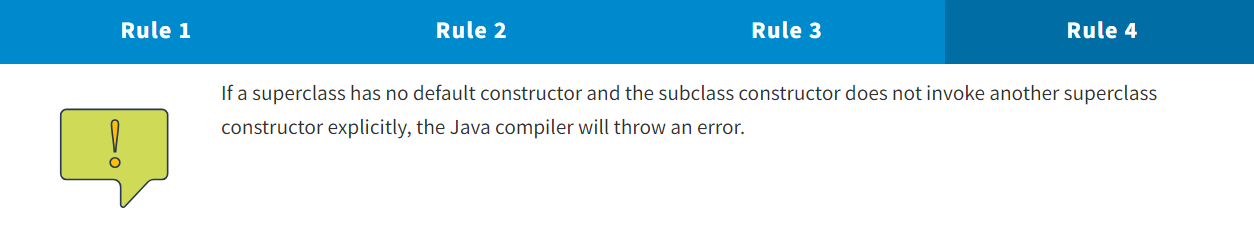 Rule 1
Rule 2
Rule 3
Rule 4
If a superclass has no default constructor and the subclass constructor does not invoke another superclass
constructor explicitly, the Java compiler will throw an error.